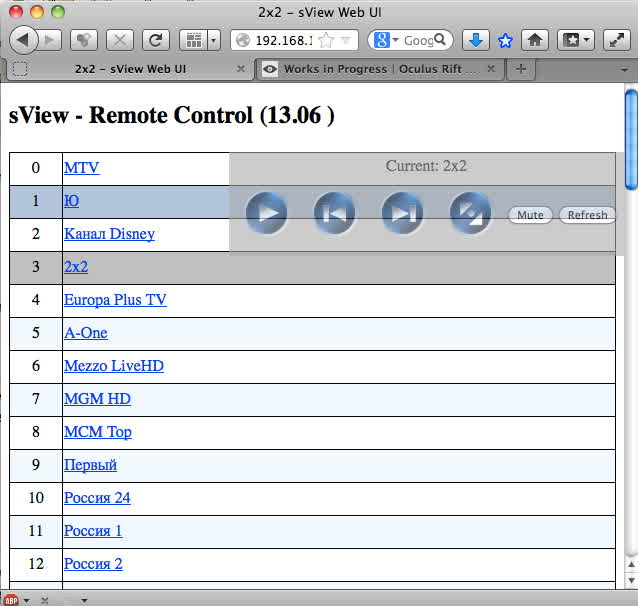 2x2 – sView Web UI
192.168.1
Goog
2x2 – sView Web UI
Works in Progress | Oculus Rift ...
sView - Remote Control (13.06 )
Current: 2x2
Mute
Refresh
0 MTV
1 Ю
2 Канал Disney
3 2x2
4 Europa Plus TV
5 A-One
6 Mezzo LiveHD
7 MGM HD
8 MCM Top
9 Первый
10 Россия 24
11 Россия 1
12 Россия 2
ABP